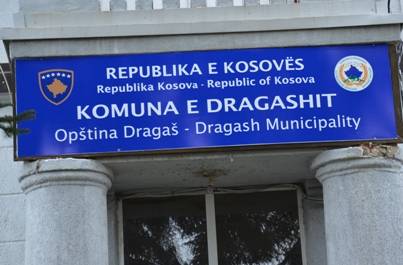 REPUBLIKA E KOSOVËS
Republika Kosova - Republic of Kosova
KOMUNA E DRAGASHIT
Opština Dragaš - Dragash Municipality